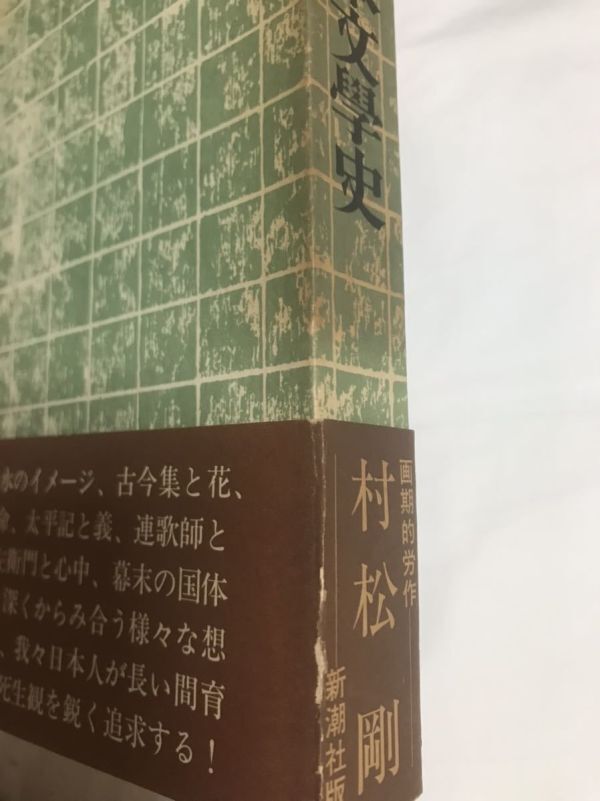 文學史
水のイメージ、古今集と花、
命、太平記と義、連歌師と
左衛門と心中、幕末の国体
深くからみ合う様々な想
、我々日本人が長い間育
死生観を鋭く追求する！
画期的労作
村松 剛
新潮社版